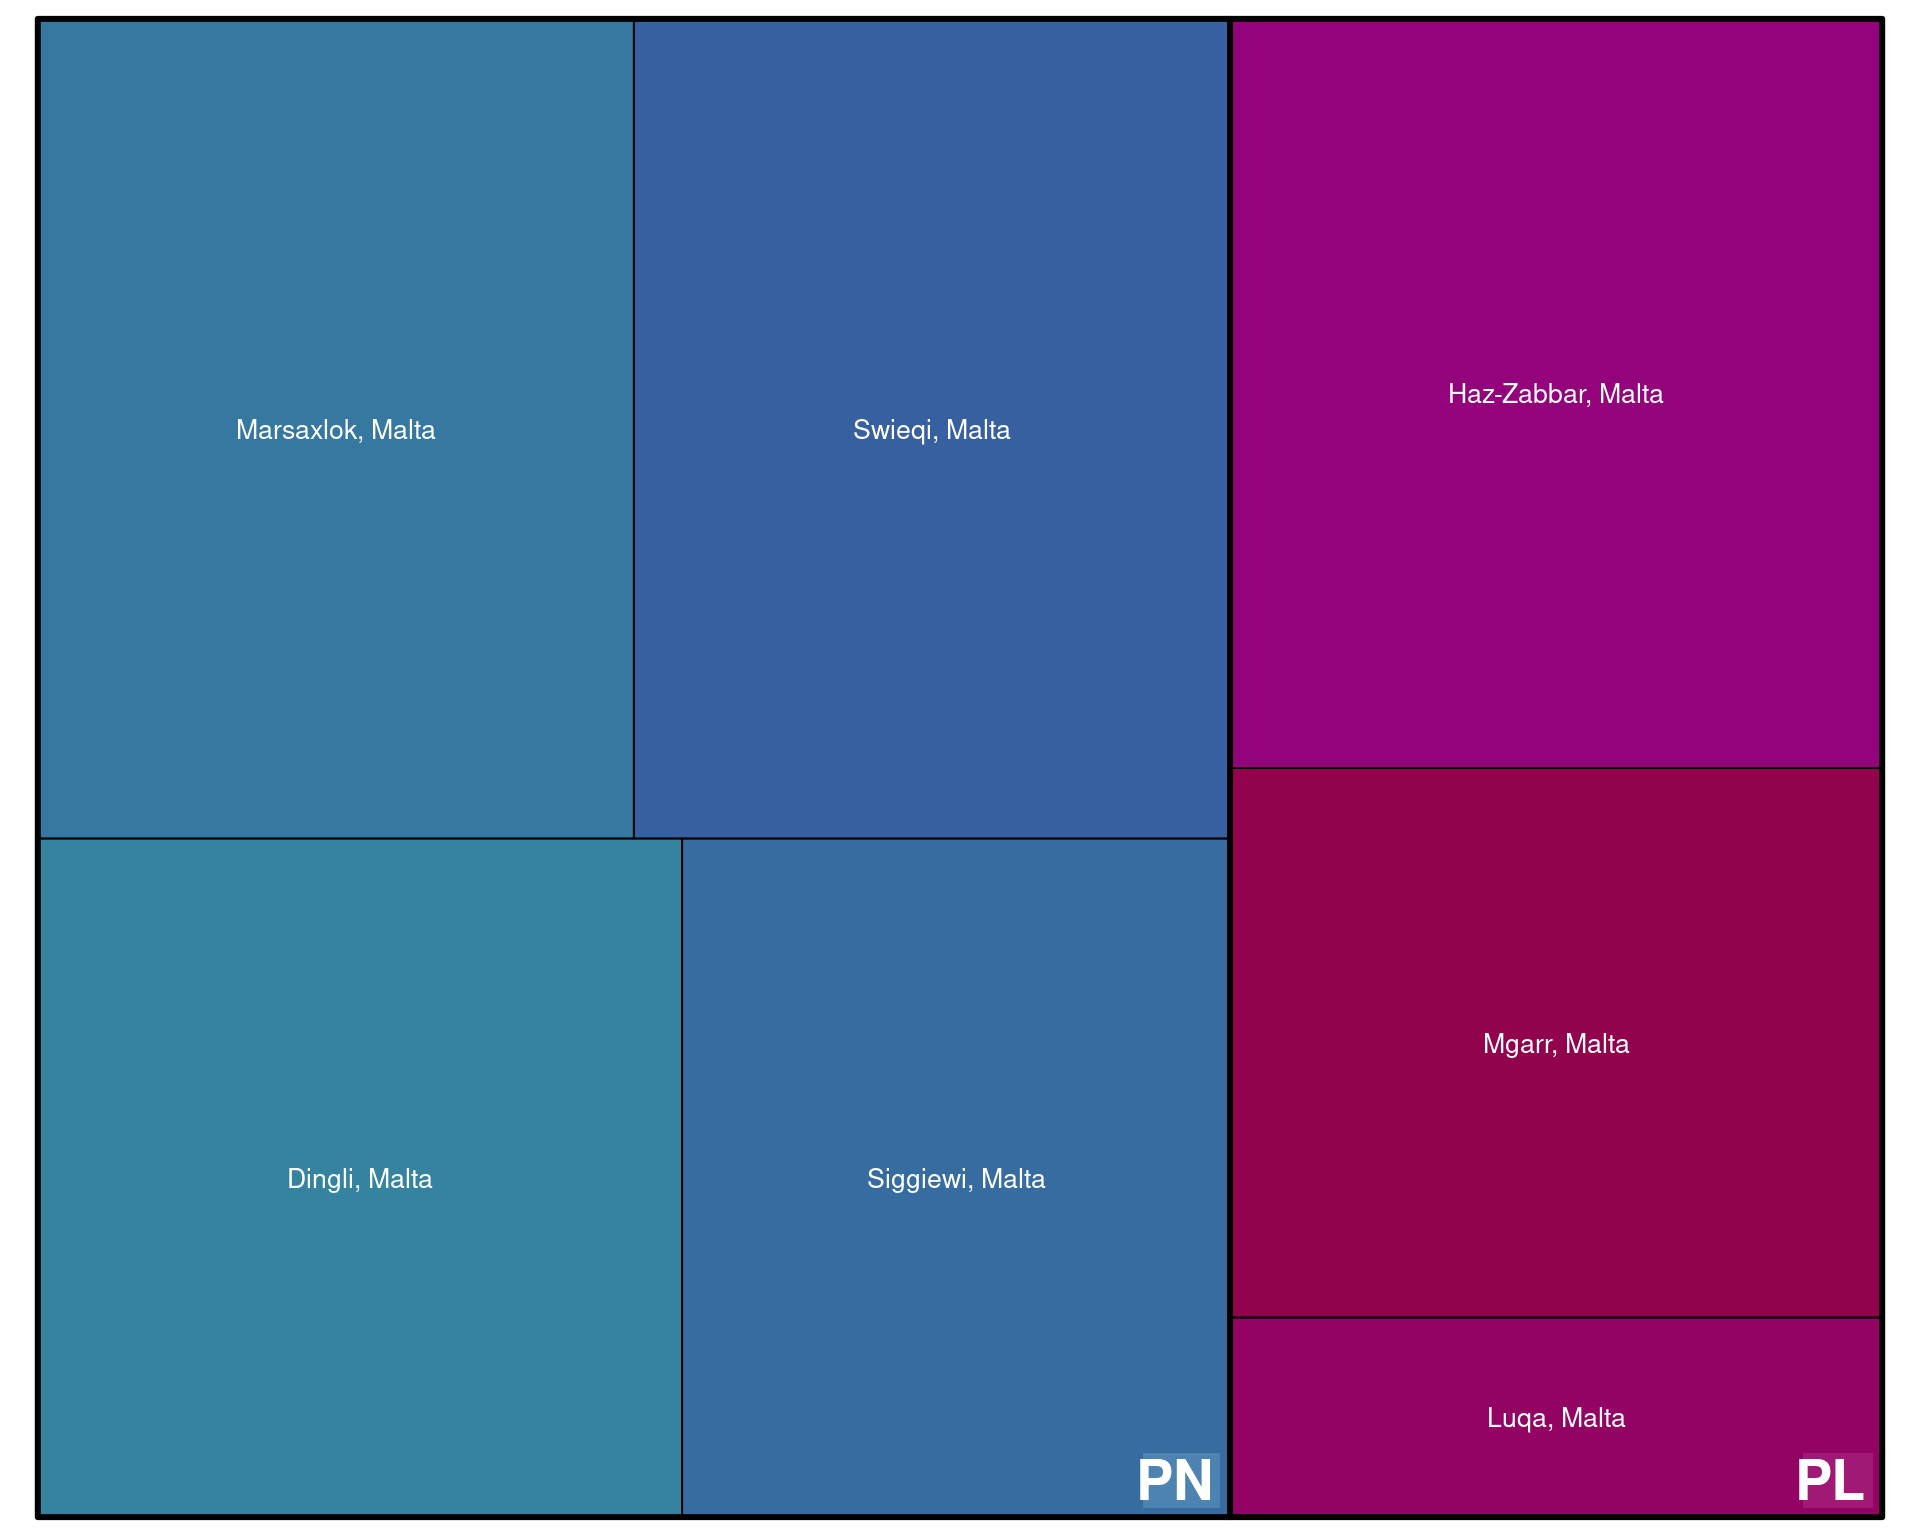 Marsaxlok, Malta
Swieqi, Malta
Haz-Zabbar, Malta
Dingli, Malta
Siggiewi, Malta
Mgarr, Malta
Luqa, Malta
PN
PL